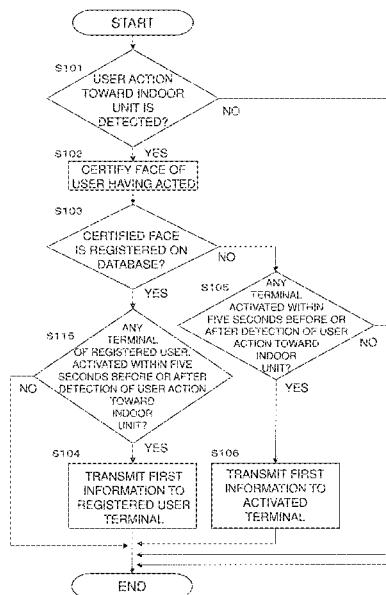 START
S101
USER ACTION
TOWARD INDOOR
UNIT IS
DETECTED?
NO
YES
S102
CERTIFY FACE OF
USER HAVING ACTED
S103
CERTIFIED FACE
IS REGISTERED ON
DATABASE?
NO
YES
S105
ANY
TERMINAL
ACTIVATED WITHIN
FIVE SECONDS BEFORE OR
AFTER DETECTION OF USER
ACTION TOWARD
INDOOR
UNIT?
NO
YES
S115
ANY
TERMINAL
OF REGISTERED USER,
ACTIVATED WITHIN FIVE
SECONDS BEFORE OR AFTER
DETECTION OF USER ACTION
TOWARD
INDOOR
UNIT?
NO
YES
S104
TRANSMIT FIRST
INFORMATION TO
REGISTERED USER
TERMINAL
S106
TRANSMIT FIRST
INFORMATION TO
ACTIVATED
TERMINAL
END